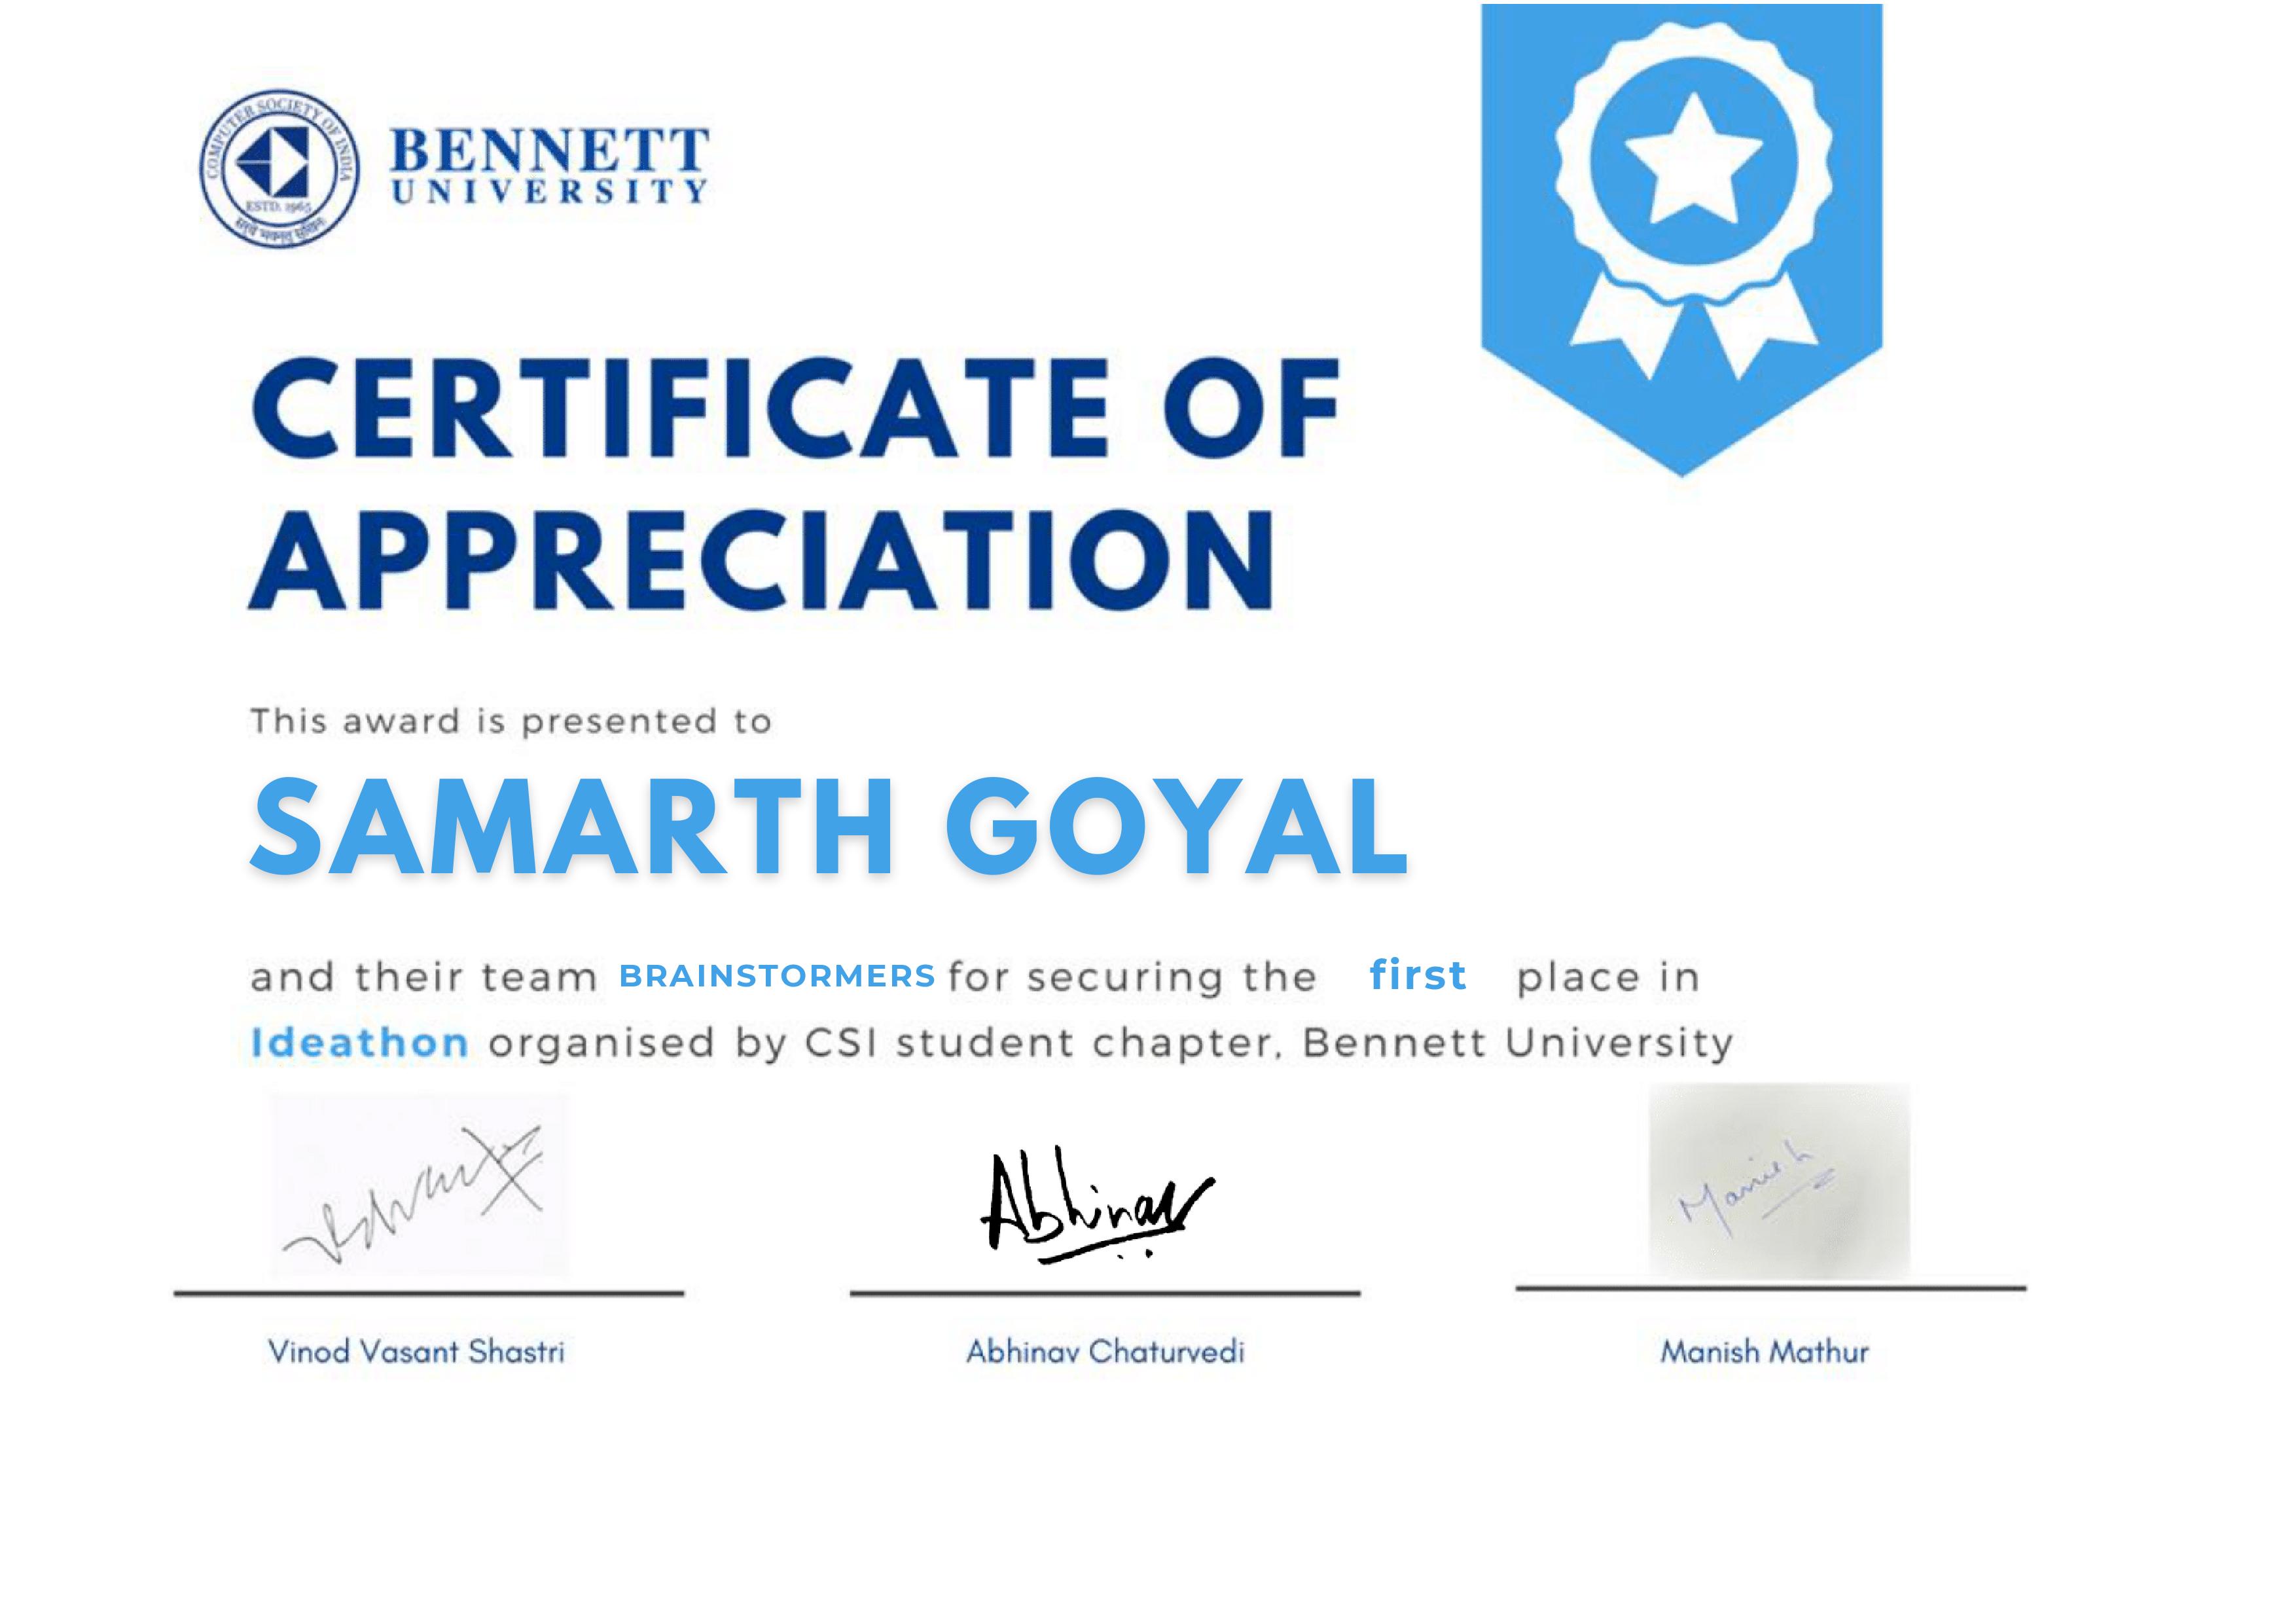 COMPUTER SOCIETY OF INDIA
ESTD. 1965
BENNETT
UNIVERSITY
CERTIFICATE OF
APPRECIATION
This award is presented to
SAMARTH GOYAL
and their team BRAINSTORMERS for securing the first place in
Ideathon organised by CSI student chapter, Bennett University
Abhinav
Manish
Vinod Vasant Shastri
Abhinav Chaturvedi
Manish Mathur